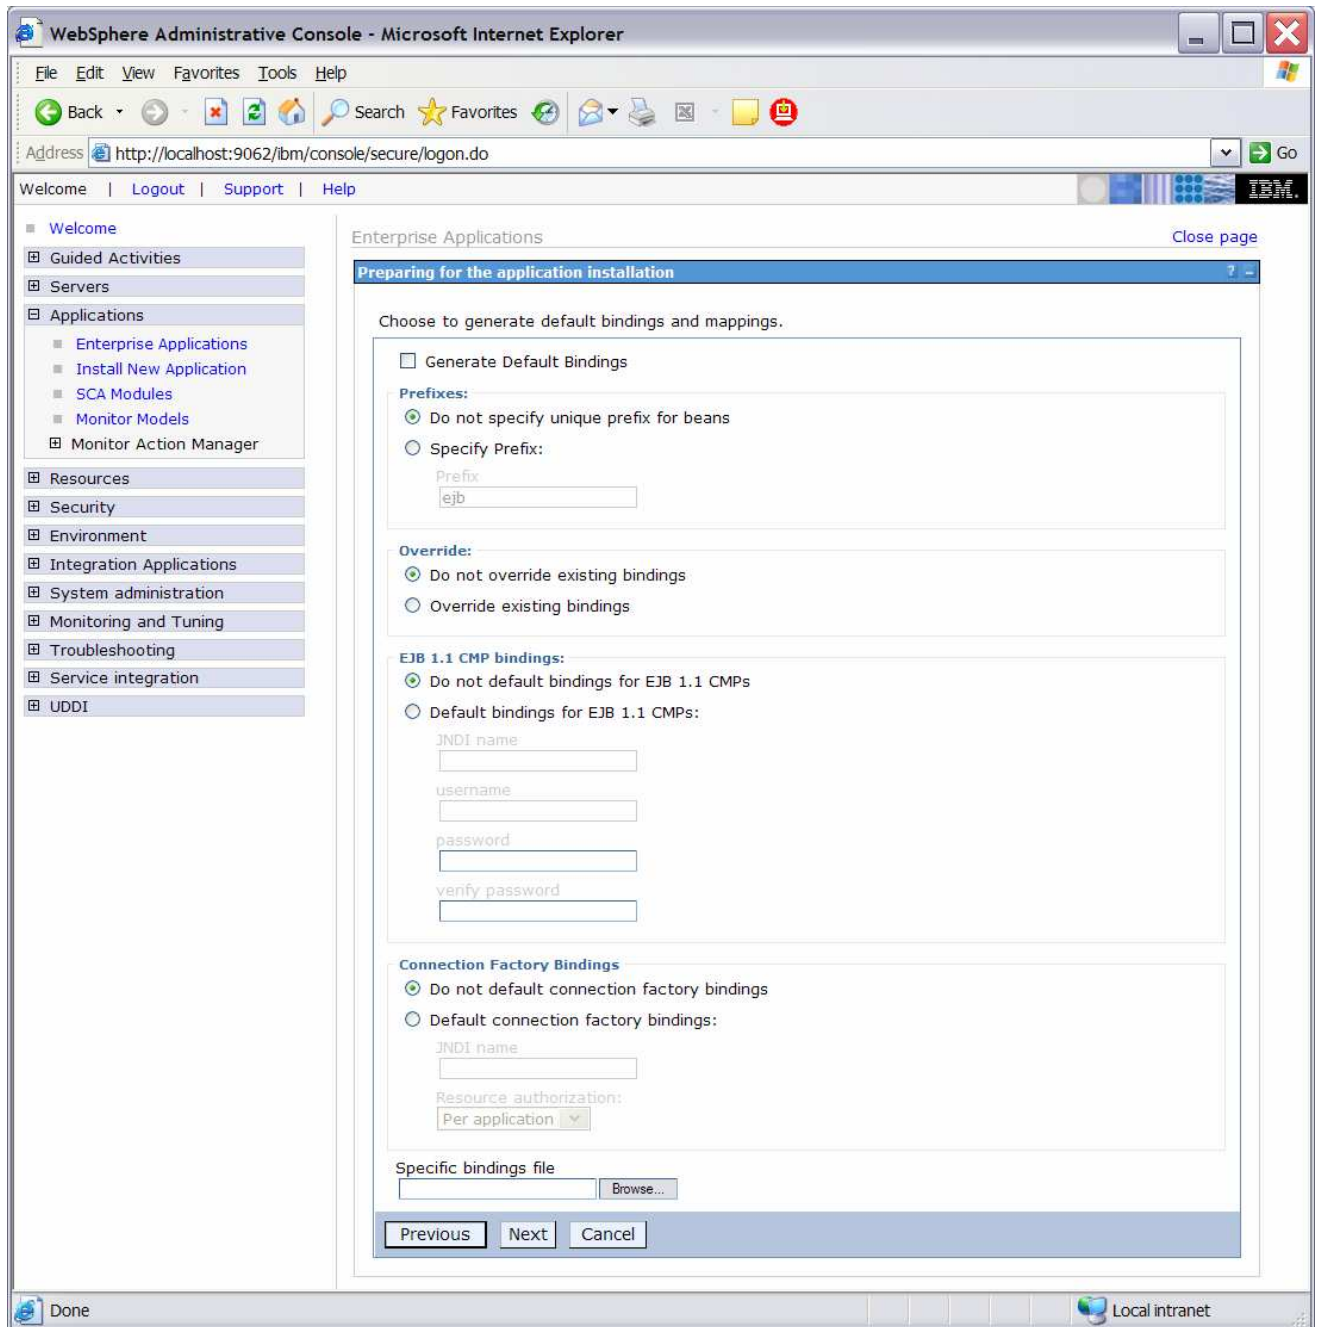 WebSphere Administrative Console - Microsoft Internet Explorer
File Edit View Favorites Tools Help
Back Search Favorites
Address http://localhost:9062/ibm/console/secure/logon.do Go
Welcome | Logout | Support | Help IBM.
Welcome
Guided Activities
Servers
Applications
Enterprise Applications
Install New Application
SCA Modules
Monitor Models
Monitor Action Manager
Resources
Security
Environment
Integration Applications
System administration
Monitoring and Tuning
Troubleshooting
Service integration
UDDI
Enterprise Applications Close page
Preparing for the application installation ? -
Choose to generate default bindings and mappings.
Generate Default Bindings
Prefixes:
Do not specify unique prefix for beans
Specify Prefix:
Prefix
ejb
Override:
Do not override existing bindings
Override existing bindings
EJB 1.1 CMP bindings:
Do not default bindings for EJB 1.1 CMPs
Default bindings for EJB 1.1 CMPs:
JNDI name
username
password
verify password
Connection Factory Bindings
Do not default connection factory bindings
Default connection factory bindings:
JNDI name
Resource authorization:
Per application
Specific bindings file
Browse...
Previous Next Cancel
Done Local intranet